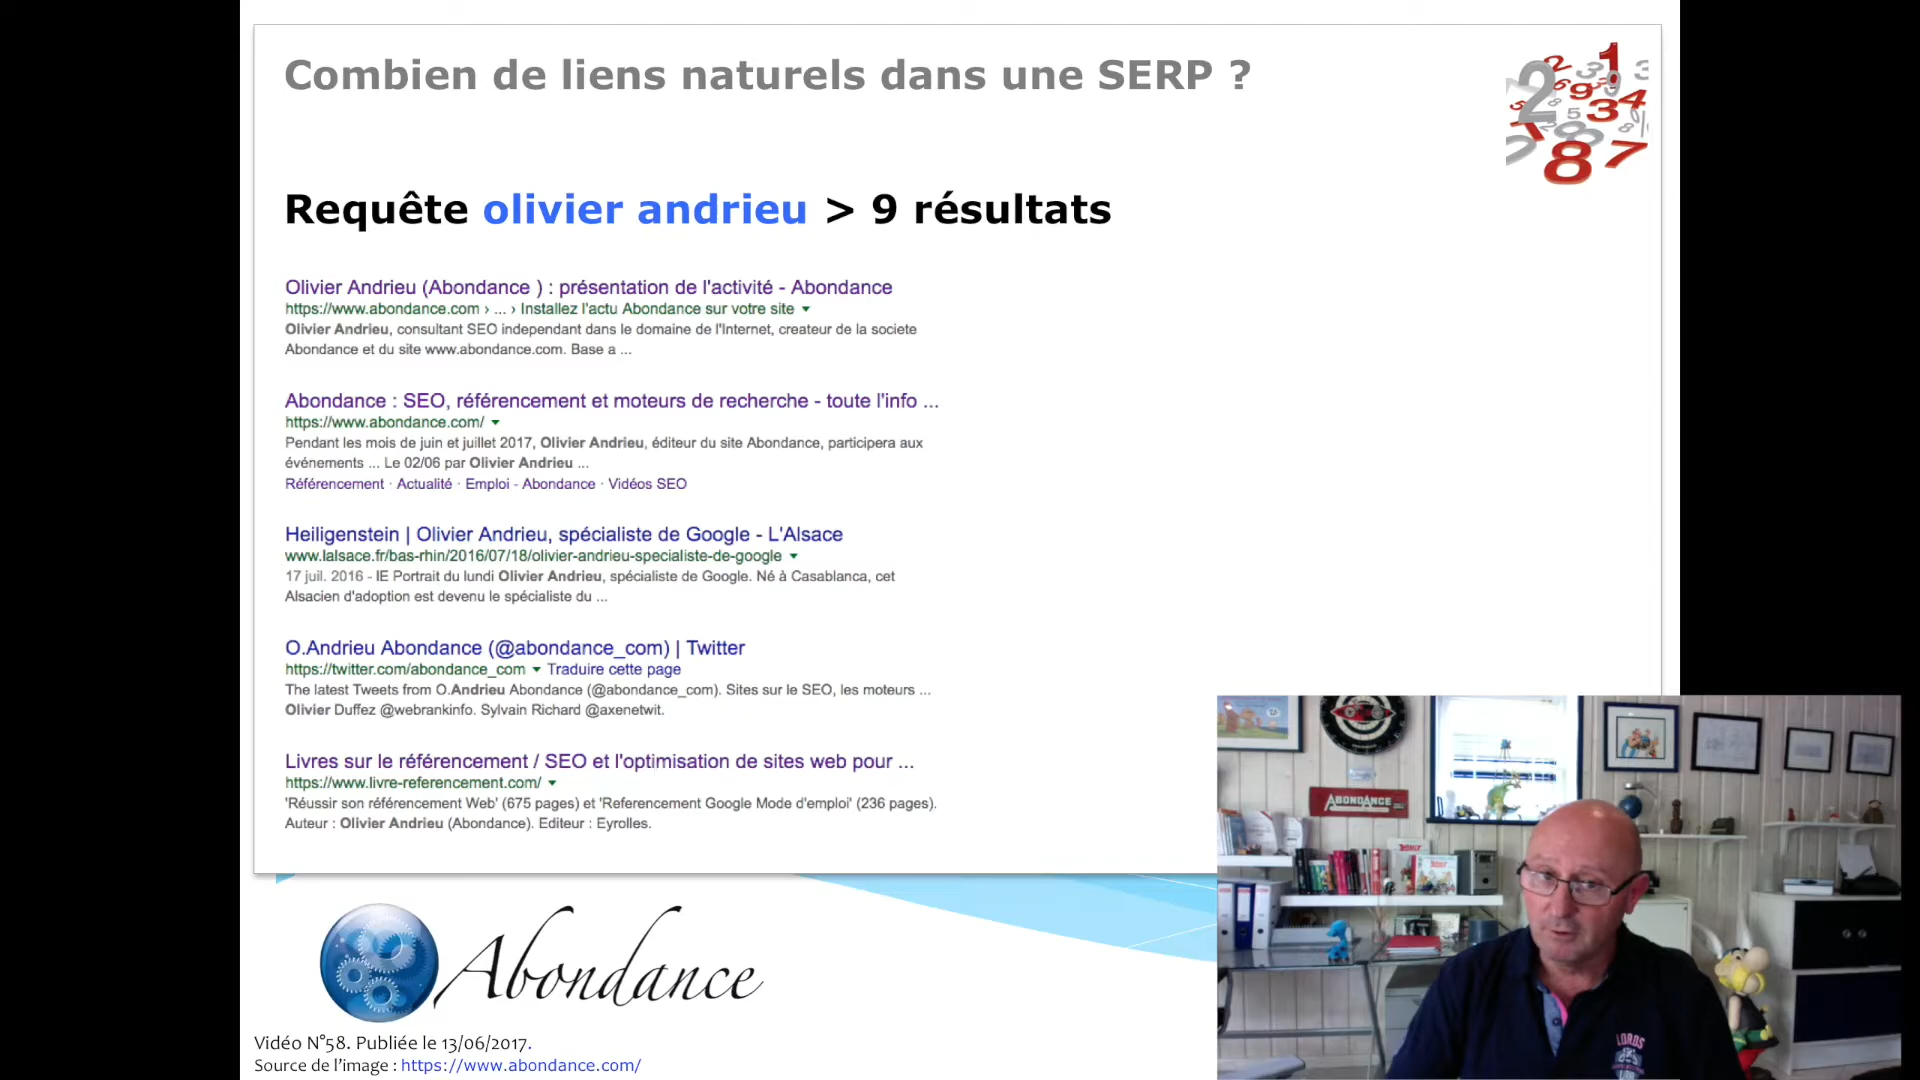 Combien de liens naturels dans une SERP ?
Requête olivier andrieu > 9 résultats
Olivier Andrieu (Abondance ) : présentation de l'activité - Abondance
https://www.abondance.com › ... › Installez l'actu Abondance sur votre site
Olivier Andrieu, consultant SEO independant dans le domaine de l'Internet, createur de la societe
Abondance et du site www.abondance.com. Base a ...
Abondance : SEO, référencement et moteurs de recherche - toute l'info ...
https://www.abondance.com/
Pendant les mois de juin et juillet 2017, Olivier Andrieu, éditeur du site Abondance, participera aux
événements ... Le 02/06 par Olivier Andrieu ...
Référencement · Actualité · Emploi - Abondance · Vidéos SEO
Heiligenstein | Olivier Andrieu, spécialiste de Google - L'Alsace
www.lalsace.fr/bas-rhin/2016/07/18/olivier-andrieu-specialiste-de-google
17 juil. 2016 - IE Portrait du lundi Olivier Andrieu, spécialiste de Google. Né à Casablanca, cet
Alsacien d'adoption est devenu le spécialiste du ...
O.Andrieu Abondance (@abondance_com) | Twitter
https://twitter.com/abondance_com Traduire cette page
The latest Tweets from O.Andrieu Abondance (@abondance_com). Sites sur le SEO, les moteurs ...
Olivier Duffez @webrankinfo. Sylvain Richard @axenetwit.
Livres sur le référencement / SEO et l'optimisation de sites web pour ...
https://www.livre-referencement.com/
'Réussir son référencement Web' (675 pages) et 'Referencement Google Mode d'emploi' (236 pages).
Auteur : Olivier Andrieu (Abondance). Editeur : Eyrolles.
ABONDANCE
LORDS
Abondance
Vidéo N°58. Publiée le 13/06/2017.
Source de l'image : https://www.abondance.com/